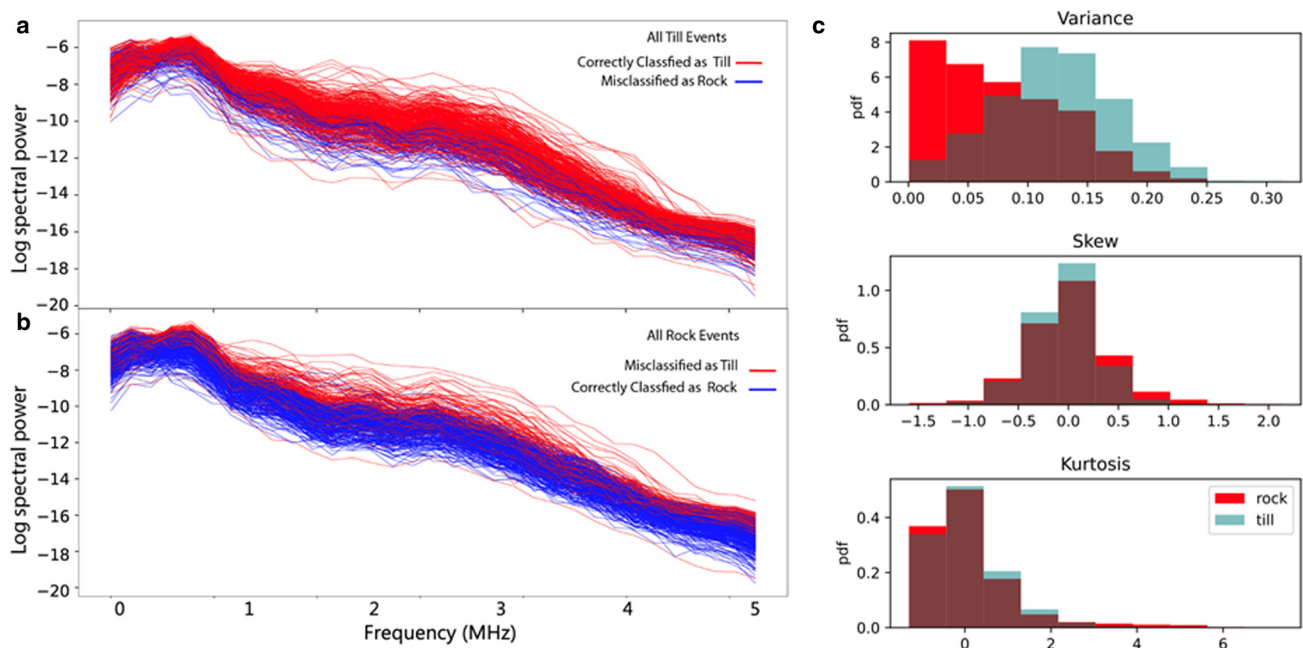 a
−6
−8
−10
−12
−14
−16
−18
−20
Log spectral power
All Till Events
Correctly Classfied as Till
Misclassified as Rock
b
−6
−8
−10
−12
−14
−16
−18
−20
Log spectral power
All Rock Events
Misclassified as Till
Correctly Classfied as Rock
0 1 2 3 4 5
Frequency (MHz)
c
Variance
8
6
4
2
0
pdf
0.00 0.05 0.10 0.15 0.20 0.25 0.30
Skew
1.0
0.5
0.0
pdf
−1.5 −1.0 −0.5 0.0 0.5 1.0 1.5 2.0
Kurtosis
0.4
0.2
0.0
pdf
rock
till
0 2 4 6